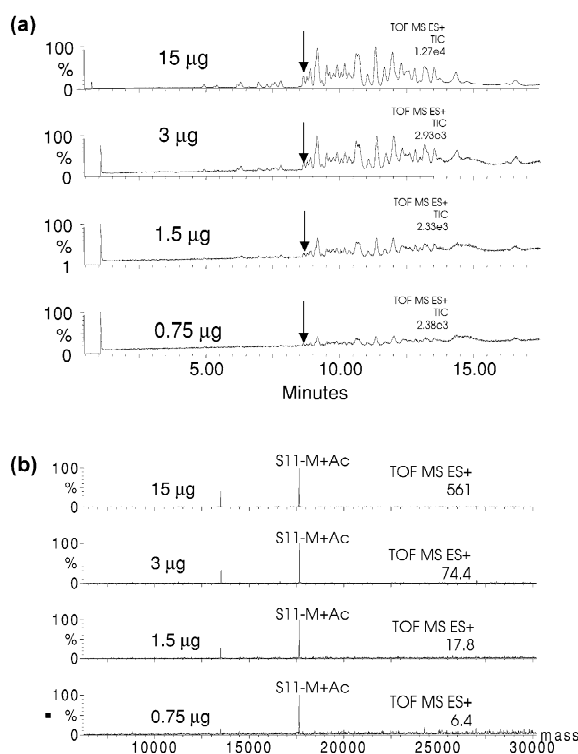 (a)
TOF MS ES+
TIC
1.27e4
100
%
0
15 µg
TOF MS ES+
TIC
2.93e3
100
%
0
3 µg
TOF MS ES+
TIC
2.33e3
100
%
1
1.5 µg
TOF MS ES+
TIC
2.38e3
100
%
0
0.75 µg
5.00 10.00 15.00
Minutes
(b)
S11-M+Ac
TOF MS ES+
561
100
%
0
15 µg
S11-M+Ac
TOF MS ES+
74.4
100
%
0
3 µg
S11-M+Ac
TOF MS ES+
17.8
100
%
0
1.5 µg
S11-M+Ac
TOF MS ES+
6.4
100
%
0
0.75 µg
10000 15000 20000 25000 30000 mass